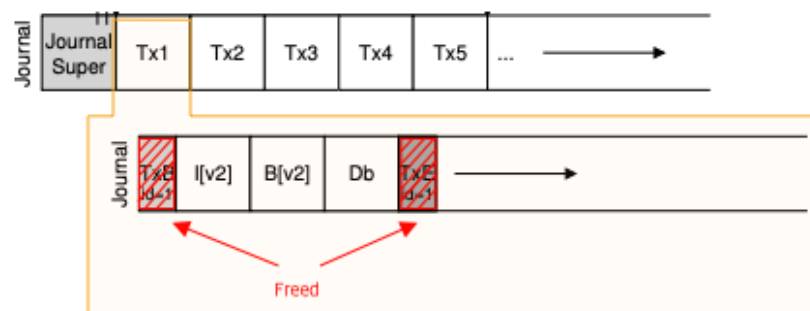 Journal
Journal
Super
Tx1
Tx2
Tx3
Tx4
Tx5
...
Journal
TxB
id=1
I[v2]
B[v2]
Db
TxE
id=1
Freed